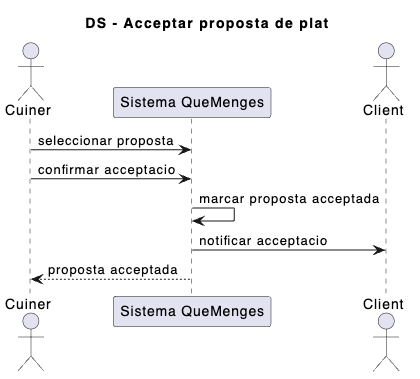 DS - Acceptar proposta de plat
Cuiner
Sistema QueMenges
Client
seleccionar proposta
confirmar acceptacio
marcar proposta acceptada
notificar acceptacio
proposta acceptada
Cuiner
Sistema QueMenges
Client